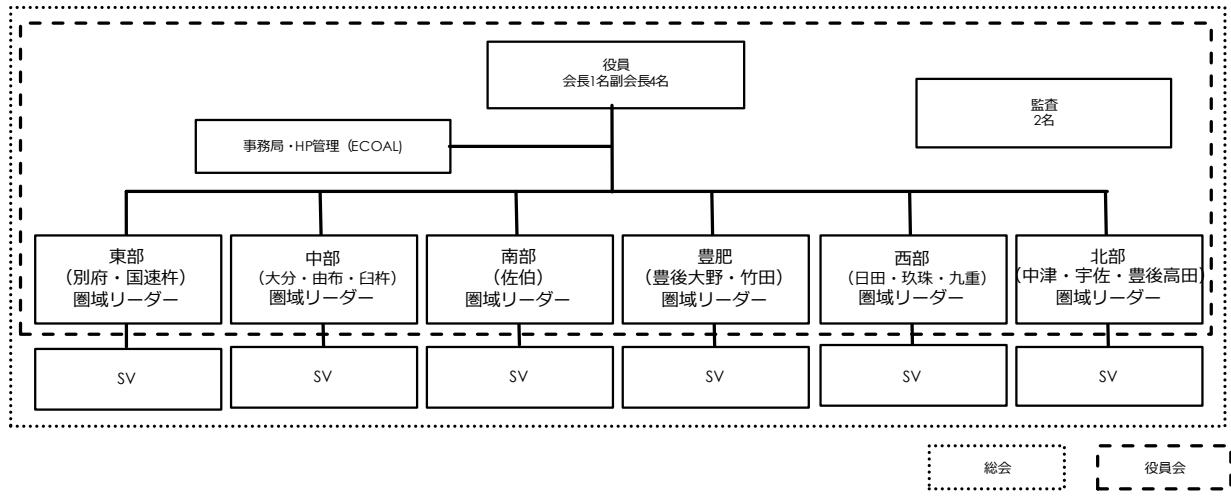 役員
会長1名副会長4名
監査
2名
事務局・HP管理（ECOAL)
東部
（別府・国速杵）
圏域リーダー
中部
（大分・由布・臼杵）
圏域リーダー
南部
（佐伯）
圏域リーダー
豊肥
（豊後大野・竹田）
圏域リーダー
西部
（日田・玖珠・九重）
圏域リーダー
北部
（中津・宇佐・豊後高田）
圏域リーダー
SV
SV
SV
SV
SV
SV
総会
役員会